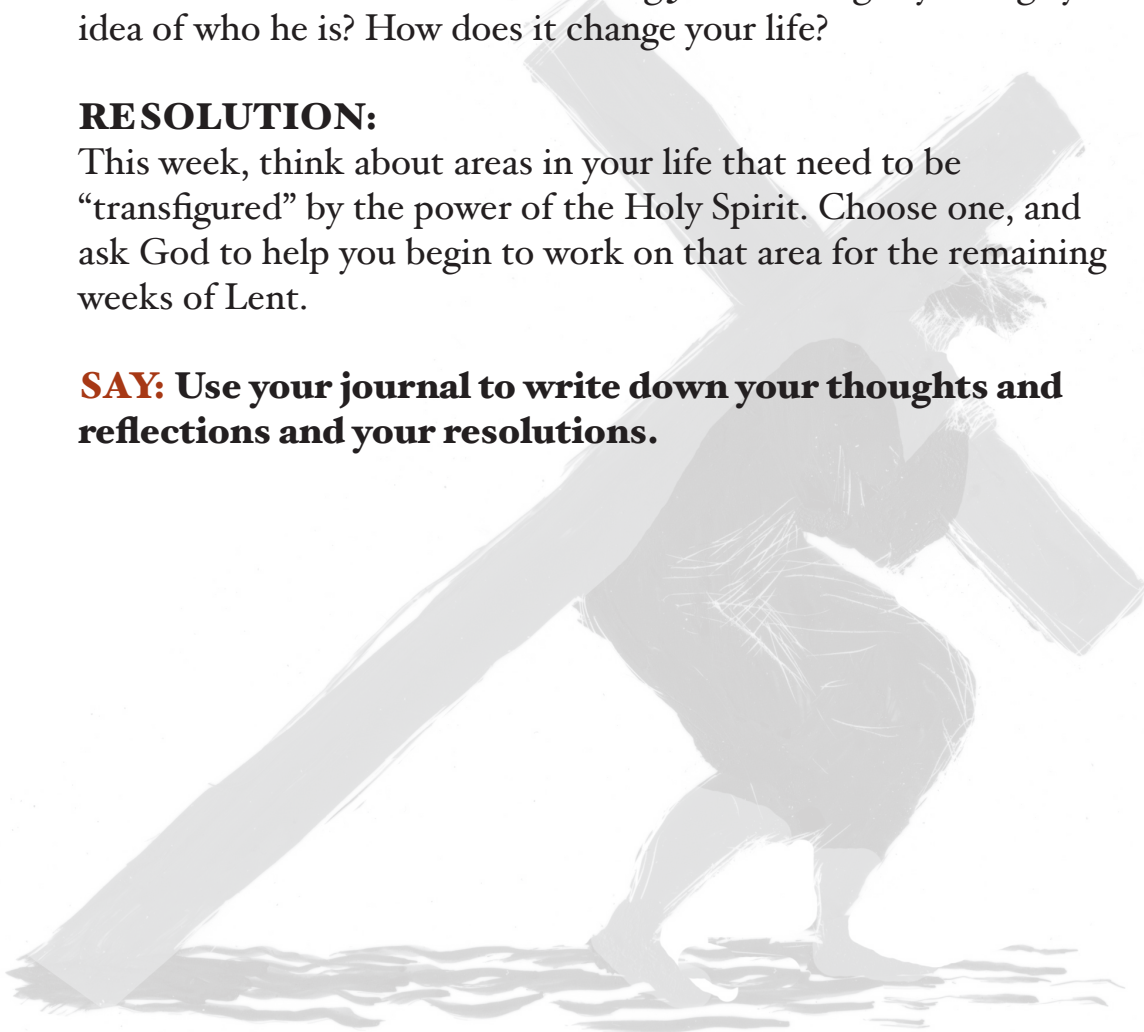 idea of who he is? How does it change your life?
RESOLUTION:
This week, think about areas in your life that need to be
“transfigured” by the power of the Holy Spirit. Choose one, and
ask God to help you begin to work on that area for the remaining
weeks of Lent.
SAY: Use your journal to write down your thoughts and
reflections and your resolutions.